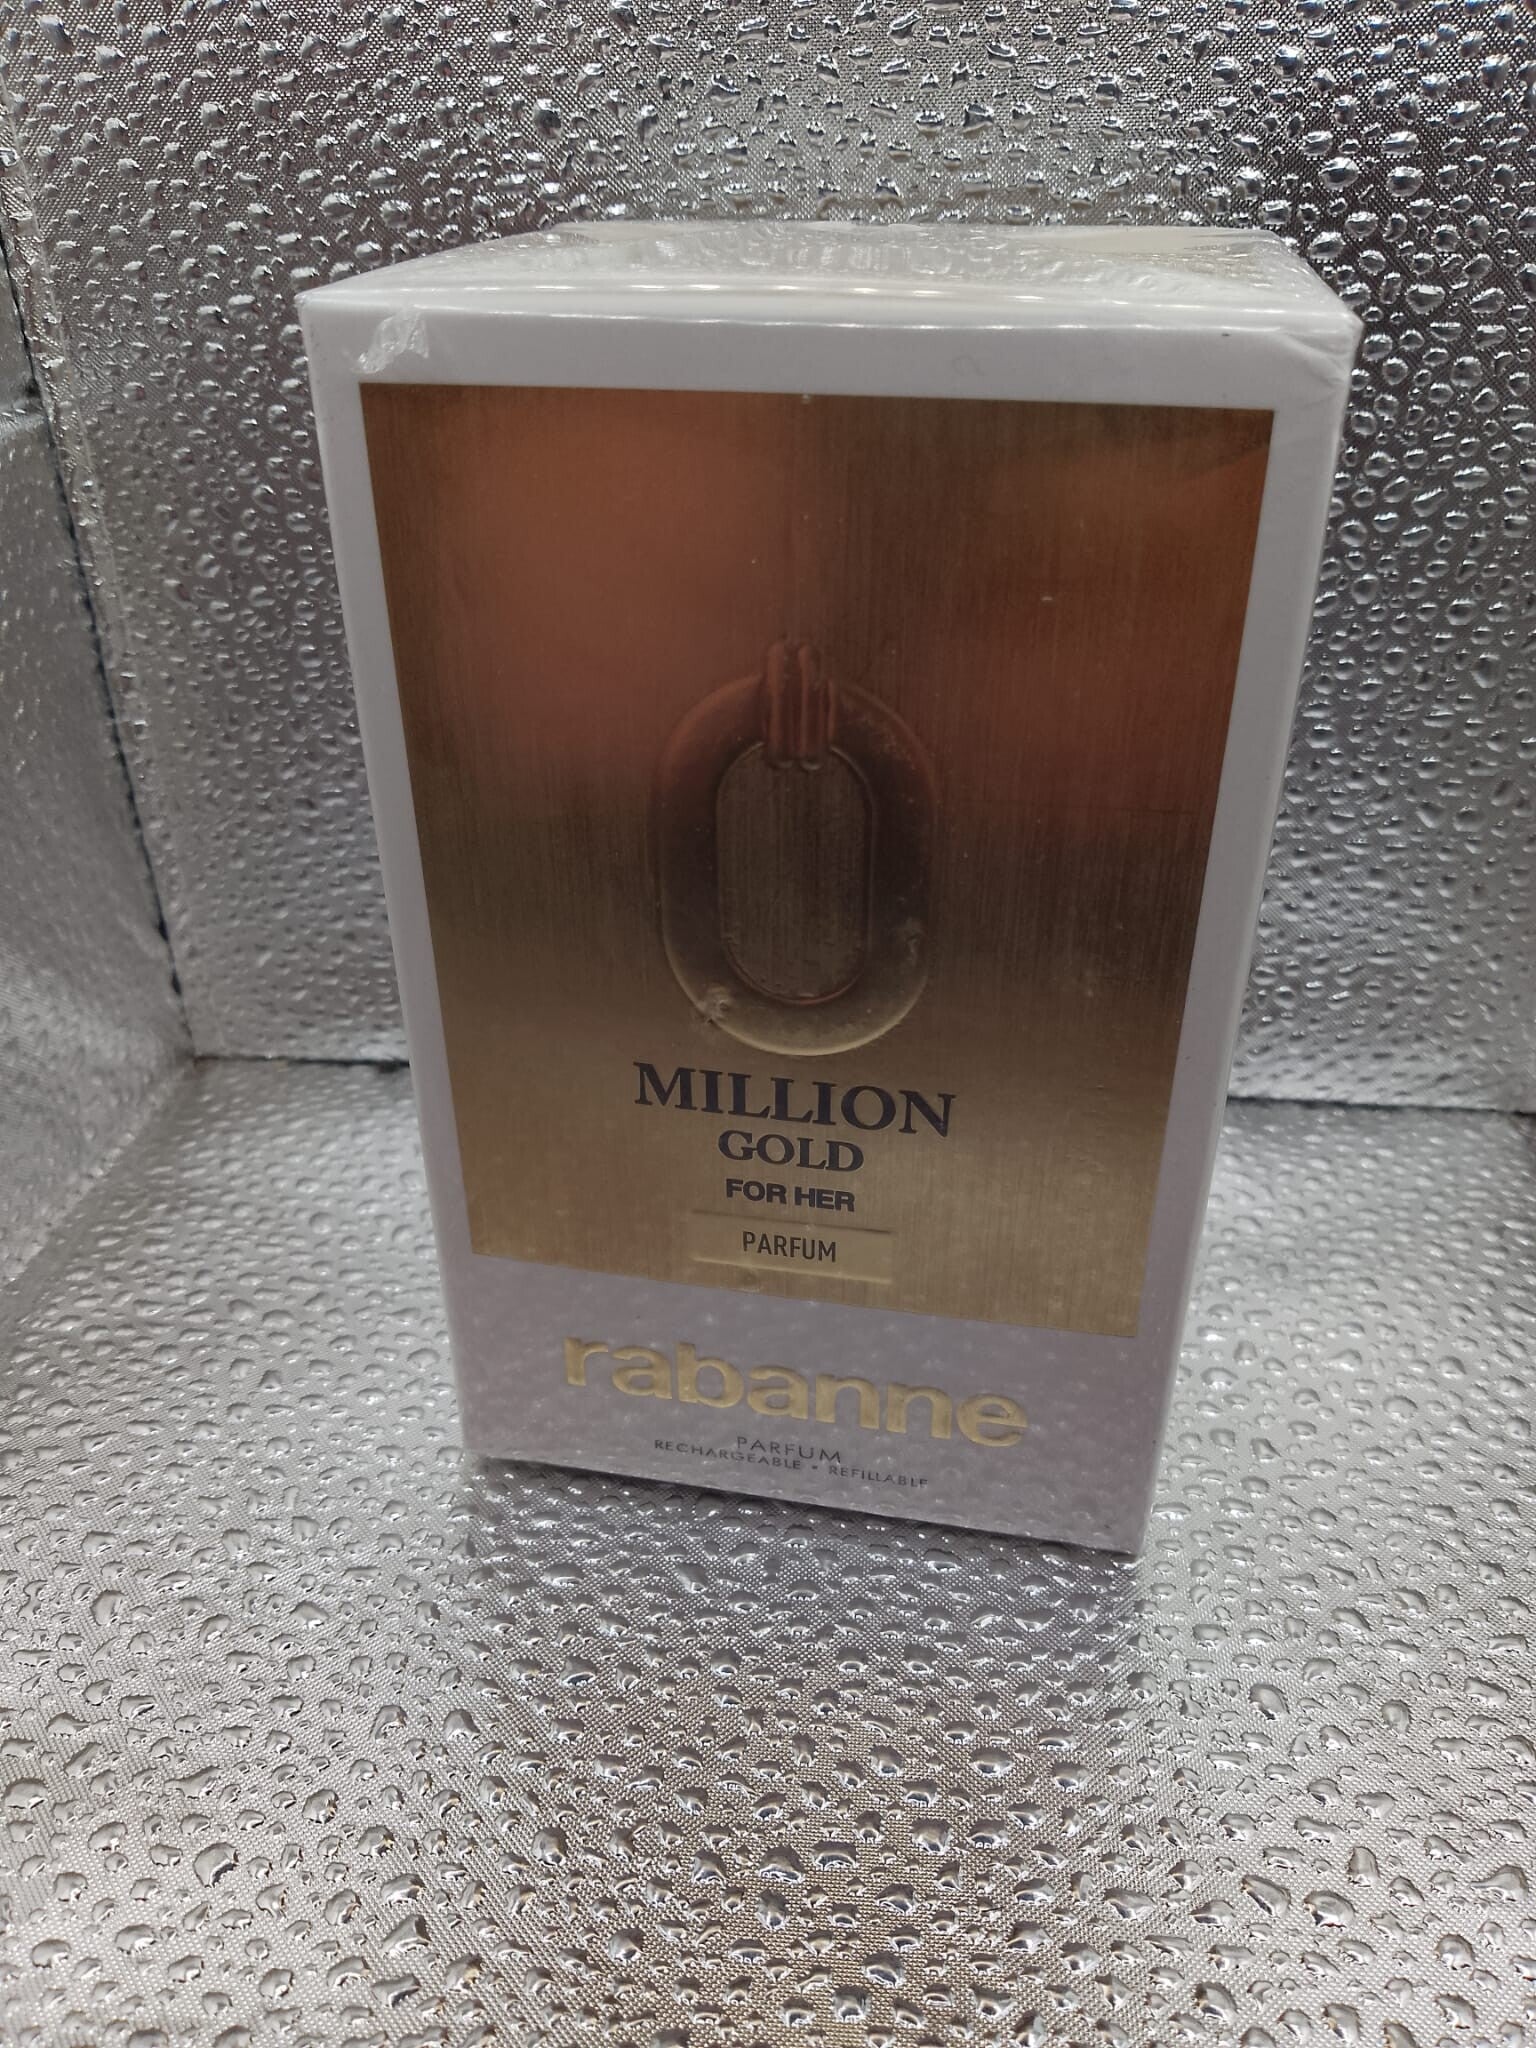 MILLION
GOLD
FOR HER
PARFUM
rabanne
PARFUM
RECHARGEABLE • REFILLABLE